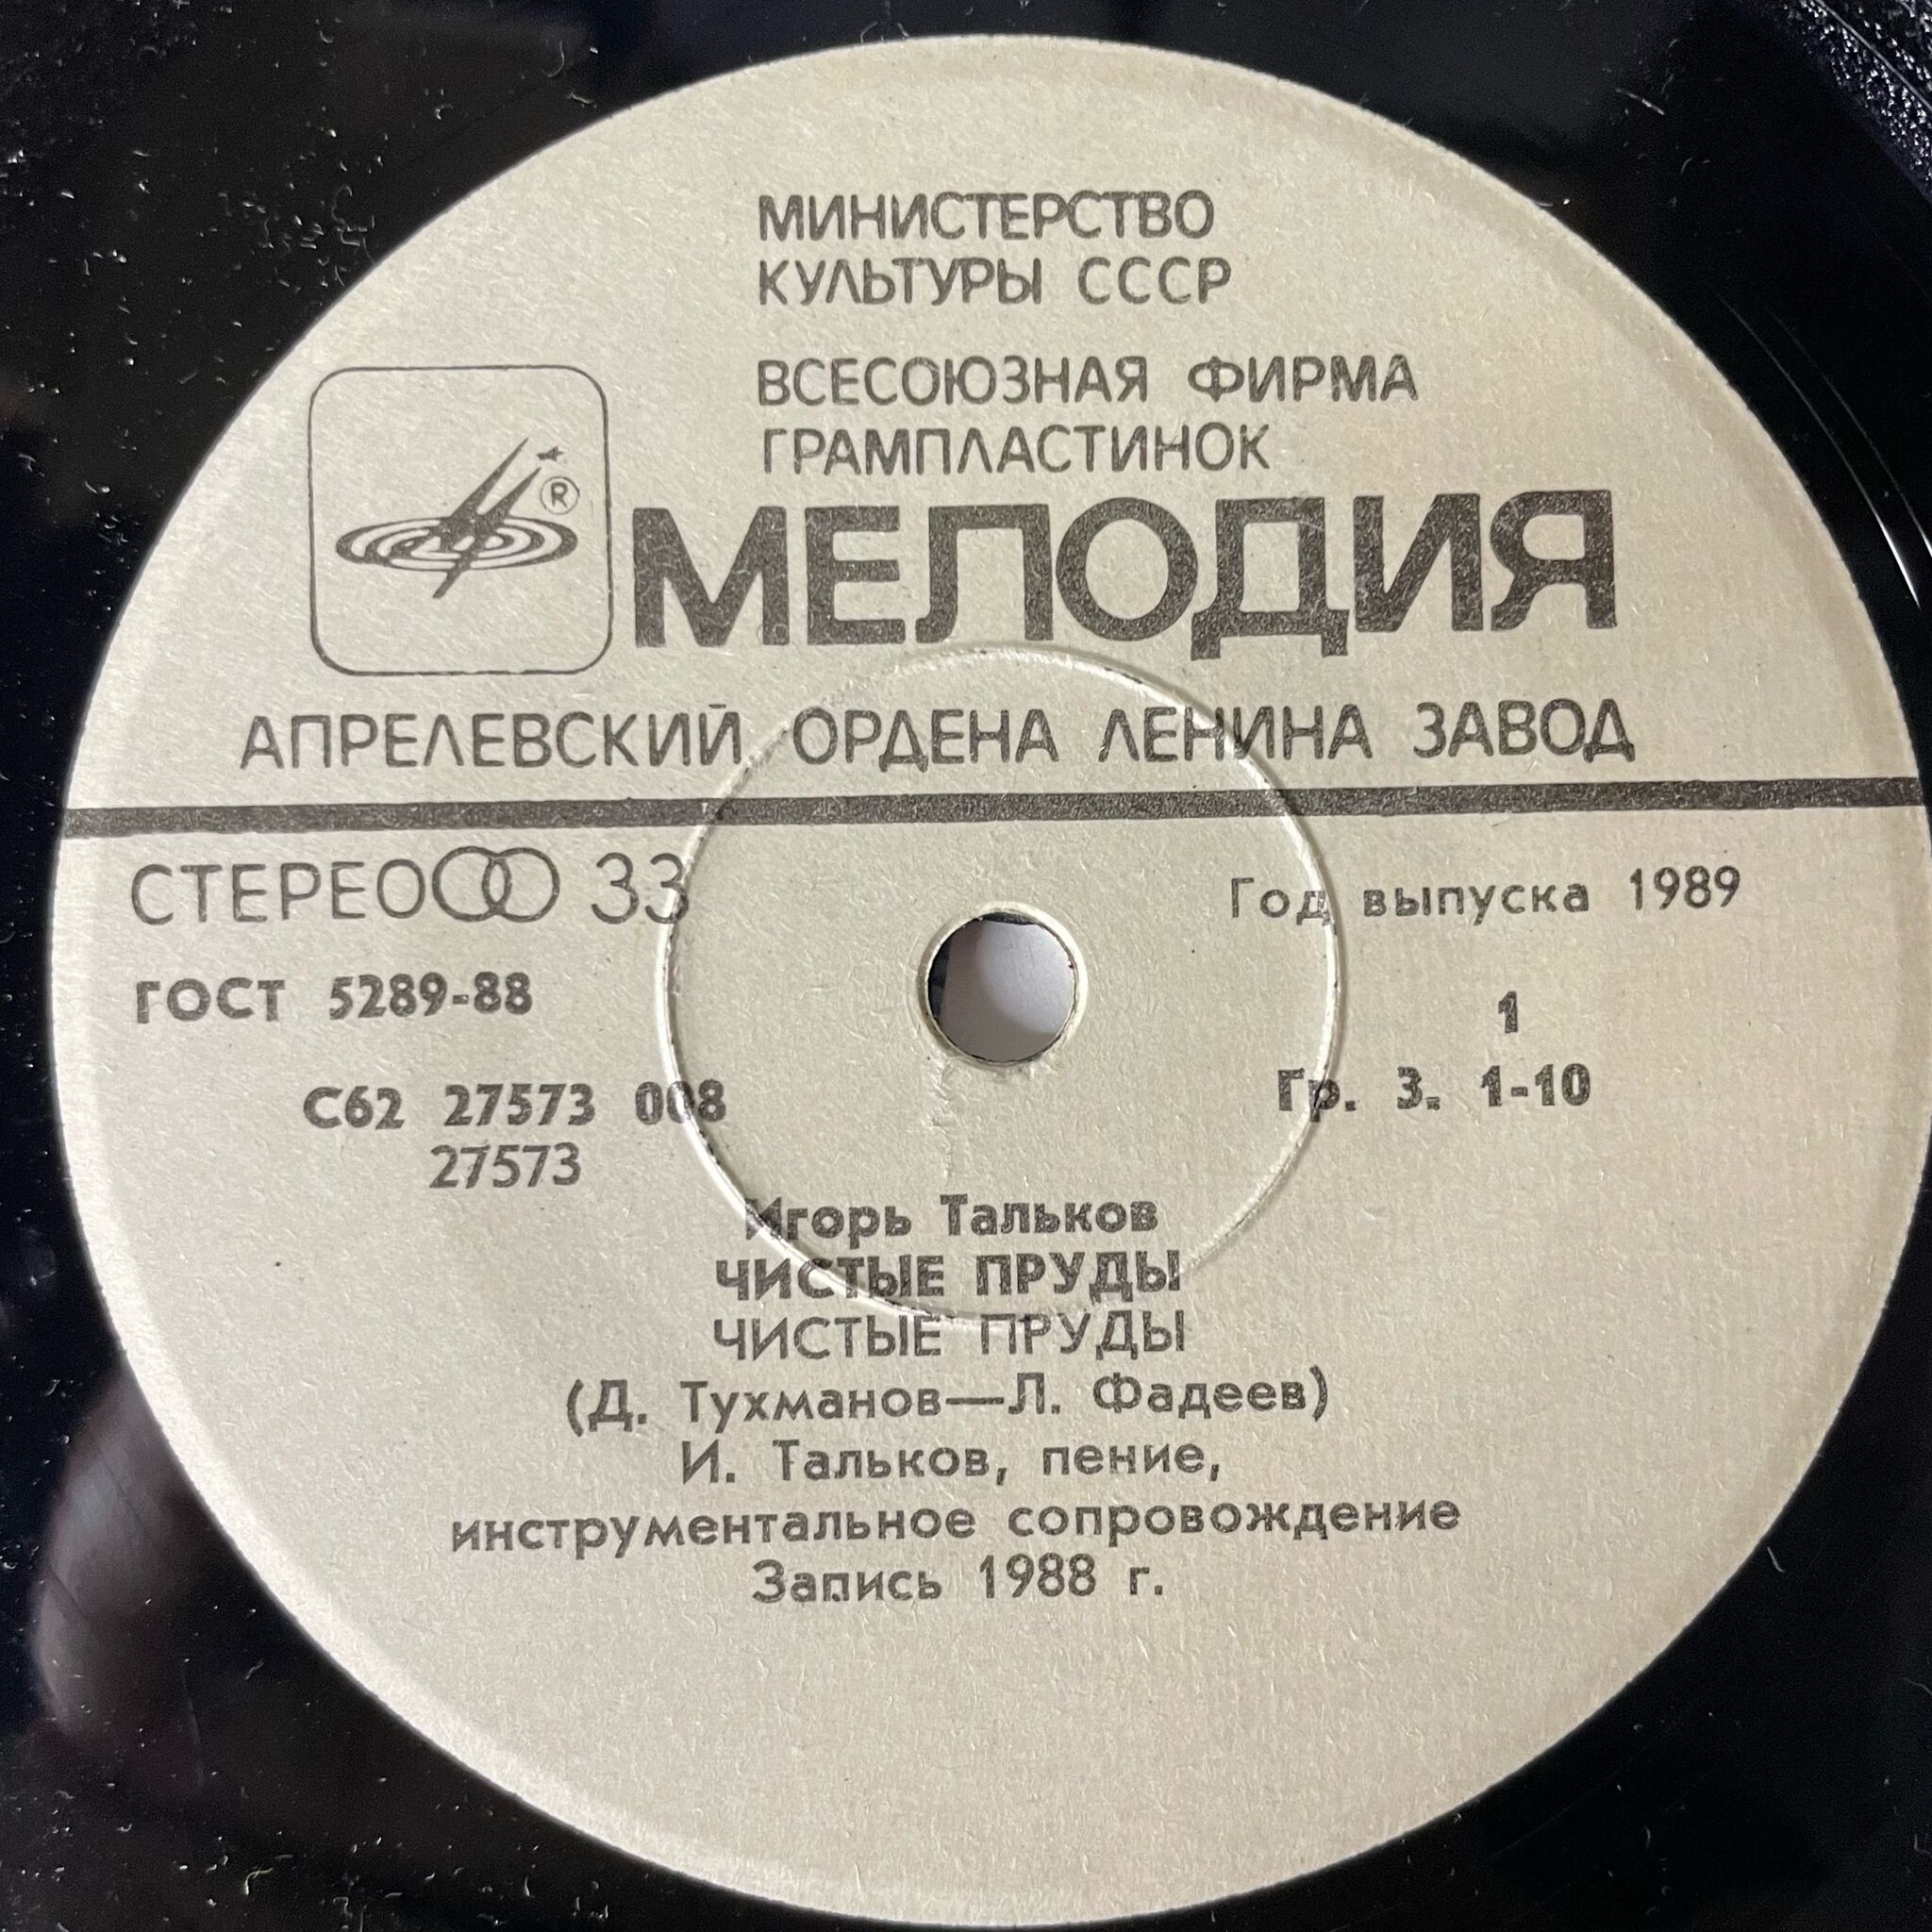 МИНИСТЕРСТВО
КУЛЬТУРЫ СССР
ВСЕСОЮЗНАЯ ФИРМА
ГРАМПЛАСТИНОК
®
МЕЛОДИЯ
АПРЕЛЕВСКИЙ ОРДЕНА ЛЕНИНА ЗАВОД
СТЕРЕО 33
Год выпуска 1989
ГОСТ 5289-88
1
С62 27573 008
Гр. 3. 1-10
27573
Игорь Тальков
ЧИСТЫЕ ПРУДЫ
ЧИСТЫЕ ПРУДЫ
(Д. Тухманов—Л. Фадеев)
И. Тальков, пение,
инструментальное сопровождение
Запись 1988 г.